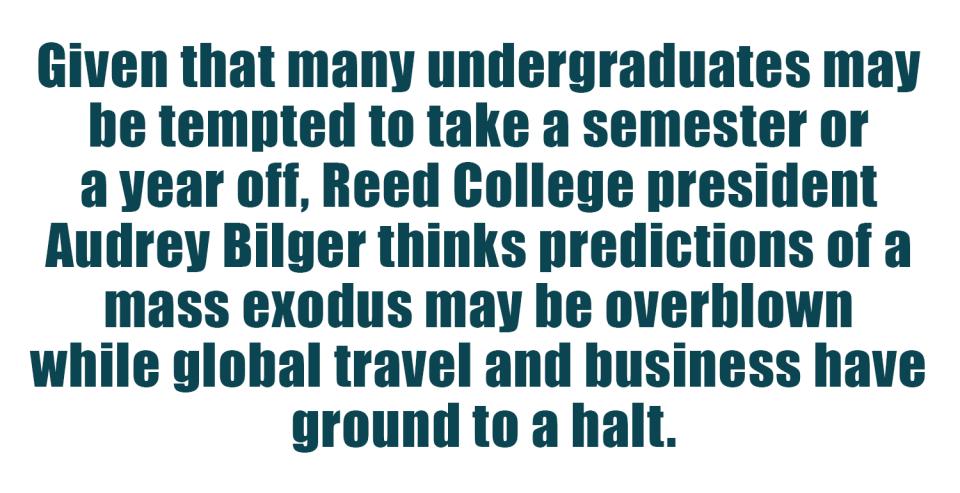 Given that many undergraduates may
be tempted to take a semester or
a year off, Reed College president
Audrey Bilger thinks predictions of a
mass exodus may be overblown
while global travel and business have
ground to a halt.